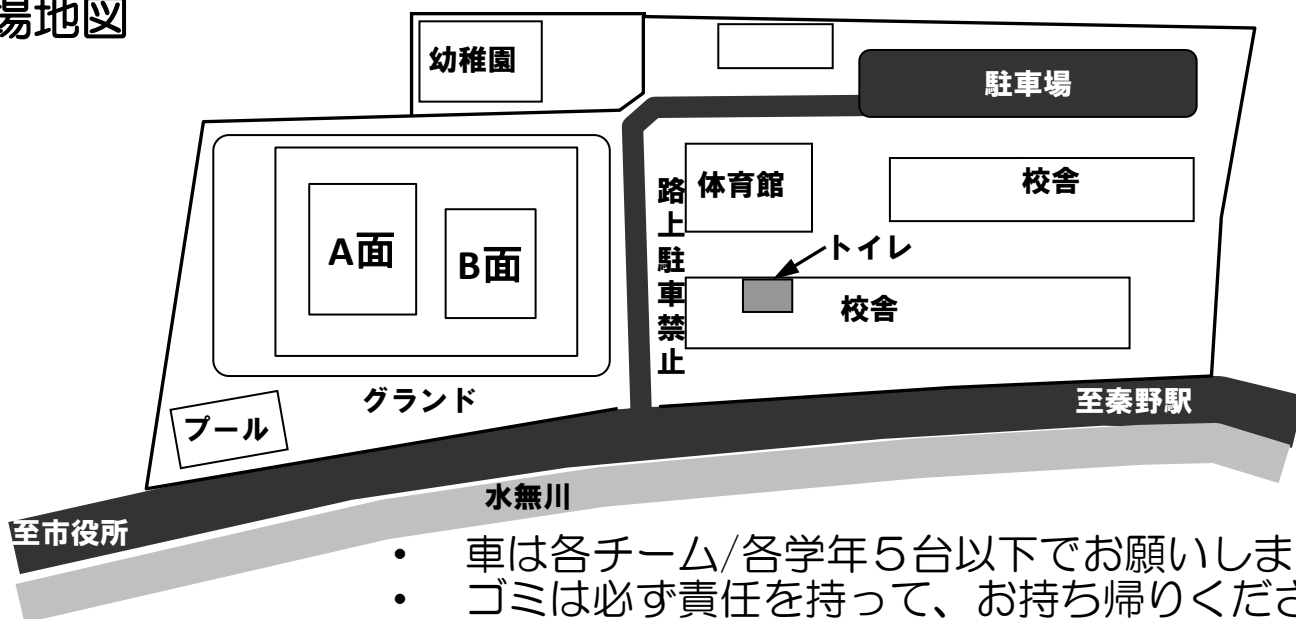 場地図
幼稚園
駐車場
体育館
校舎
路上駐車禁止
A面
B面
トイレ
校舎
グランド
プール
至秦野駅
水無川
至市役所
• 車は各チーム/各学年５台以下でお願いしま
• ゴミは必ず責任を持って、お持ち帰りくださ